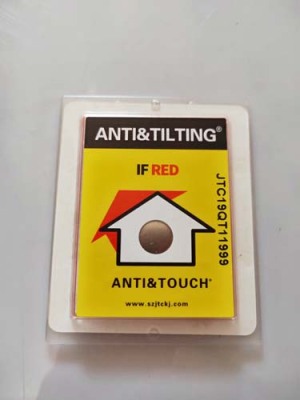 ANTI&TILTING®
IF RED
JTC19QT11999
ANTI&TOUCH®
www.szjtckj.com